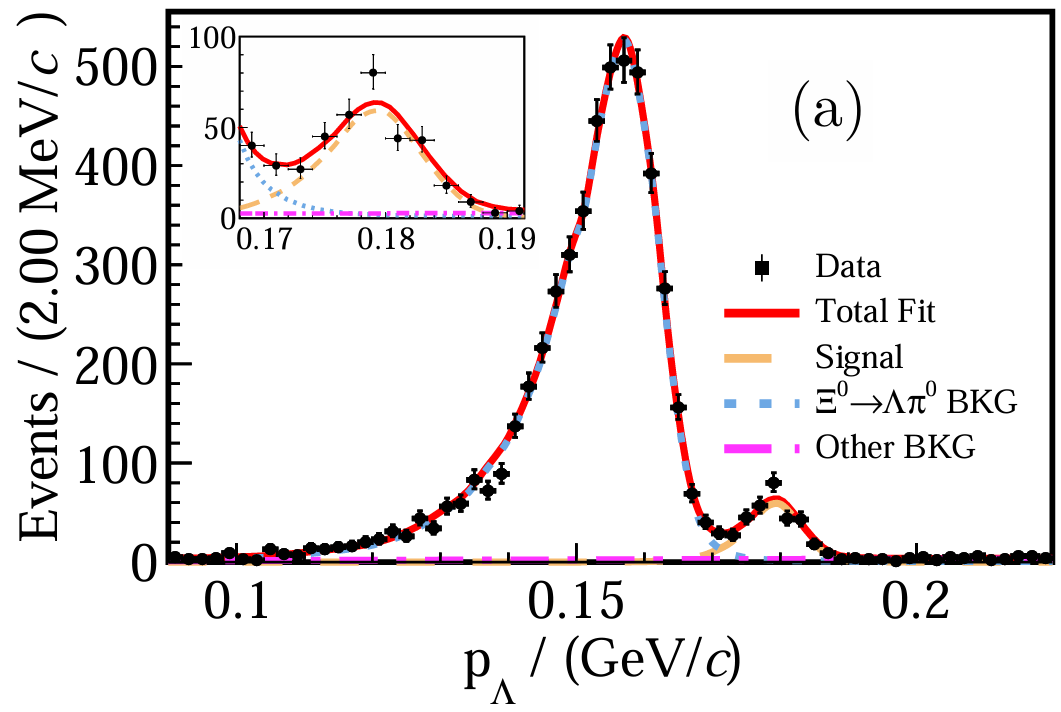 Events / (2.00 MeV/c )
500
400
300
200
100
0
100
50
0
0.17 0.18 0.19
(a)
Data
Total Fit
Signal
Ξ⁰→Λπ⁰ BKG
Other BKG
0.1 0.15 0.2
p_Λ / (GeV/c)